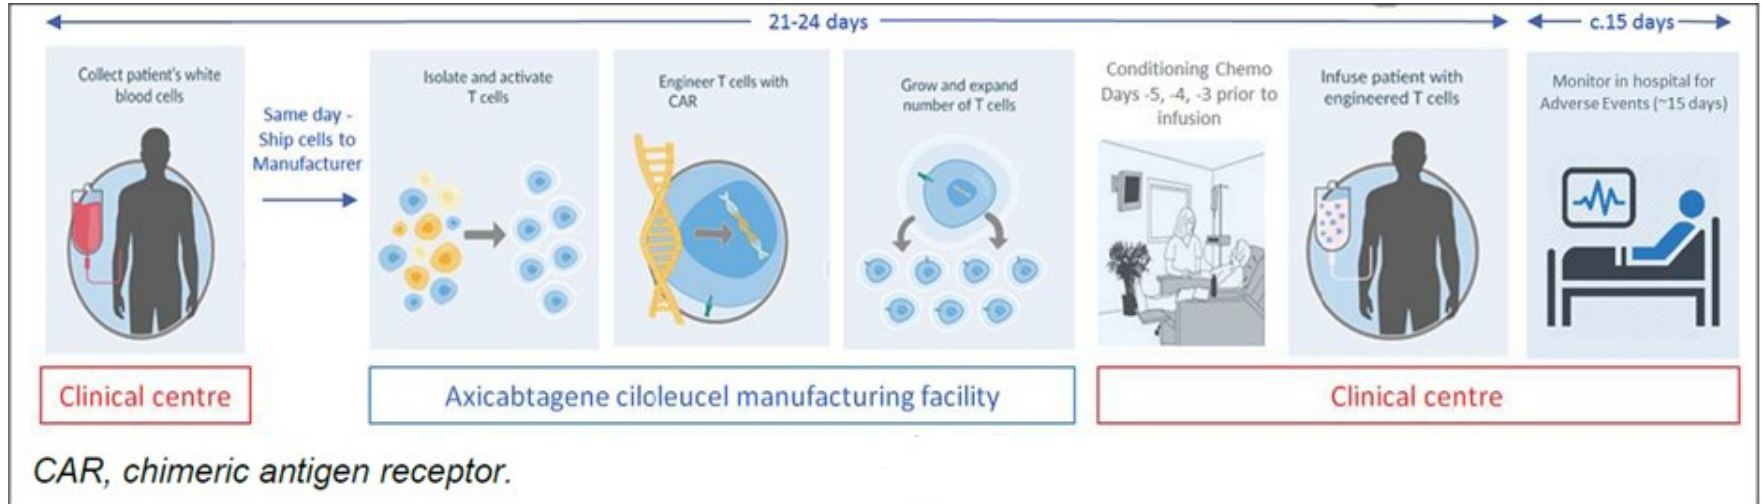 21-24 days
c.15 days
Collect patient's white
blood cells
Same day -
Ship cells to
Manufacturer
Isolate and activate
T cells
Engineer T cells with
CAR
Grow and expand
number of T cells
Conditioning Chemo
Days -5, -4, -3 prior to
infusion
Infuse patient with
engineered T cells
Monitor in hospital for
Adverse Events (~15 days)
Clinical centre
Axicabtagene ciloleucel manufacturing facility
Clinical centre
CAR, chimeric antigen receptor.